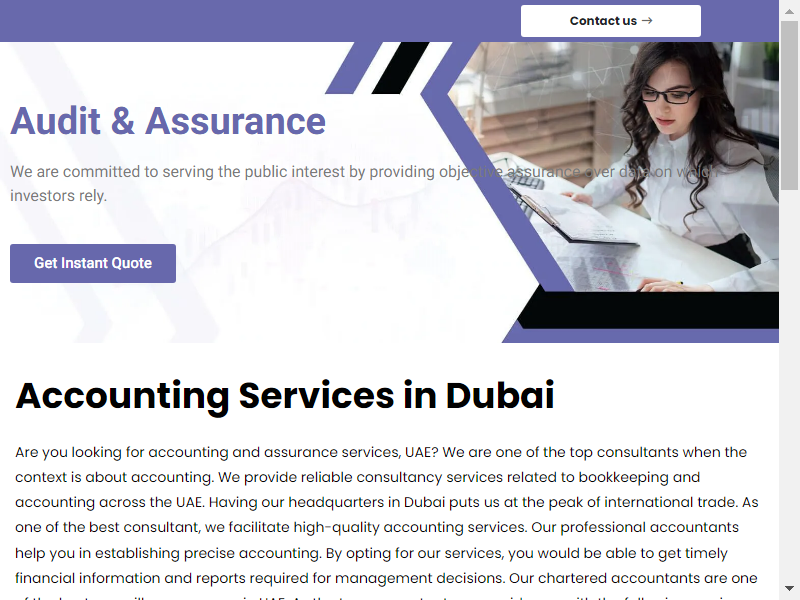 Contact us →
Audit & Assurance
We are committed to serving the public interest by providing objective assurance over data on which
investors rely.
Get Instant Quote
Accounting Services in Dubai
Are you looking for accounting and assurance services, UAE? We are one of the top consultants when the
context is about accounting. We provide reliable consultancy services related to bookkeeping and
accounting across the UAE. Having our headquarters in Dubai puts us at the peak of international trade. As
one of the best consultant, we facilitate high-quality accounting services. Our professional accountants
help you in establishing precise accounting. By opting for our services, you would be able to get timely
financial information and reports required for management decisions. Our chartered accountants are one